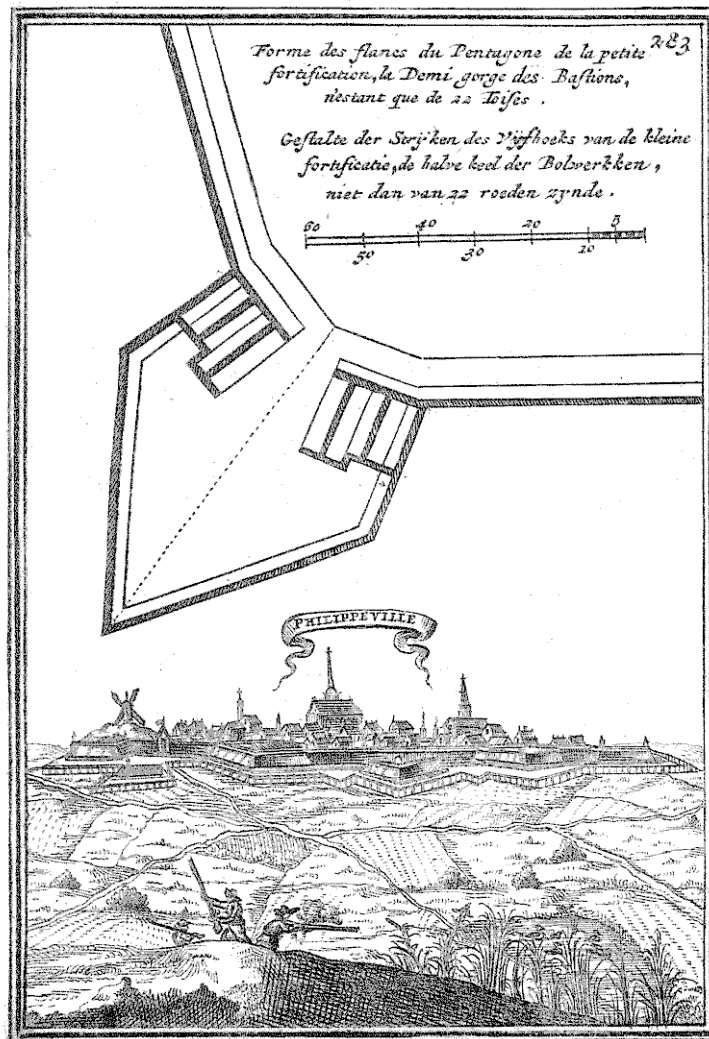 283
Forme des flancs du Pentagone de la petite
fortification, la Demi gorge des Bastions,
n'estant que de 22 Toises.
Gestalte der Strijken des Vijfhoeks van de kleine
fortificatie, de halve keel der Bolwerkken,
niet dan van 22 roeden zynde.
60 40 20 5
50 30 10
PHILIPPEVILLE